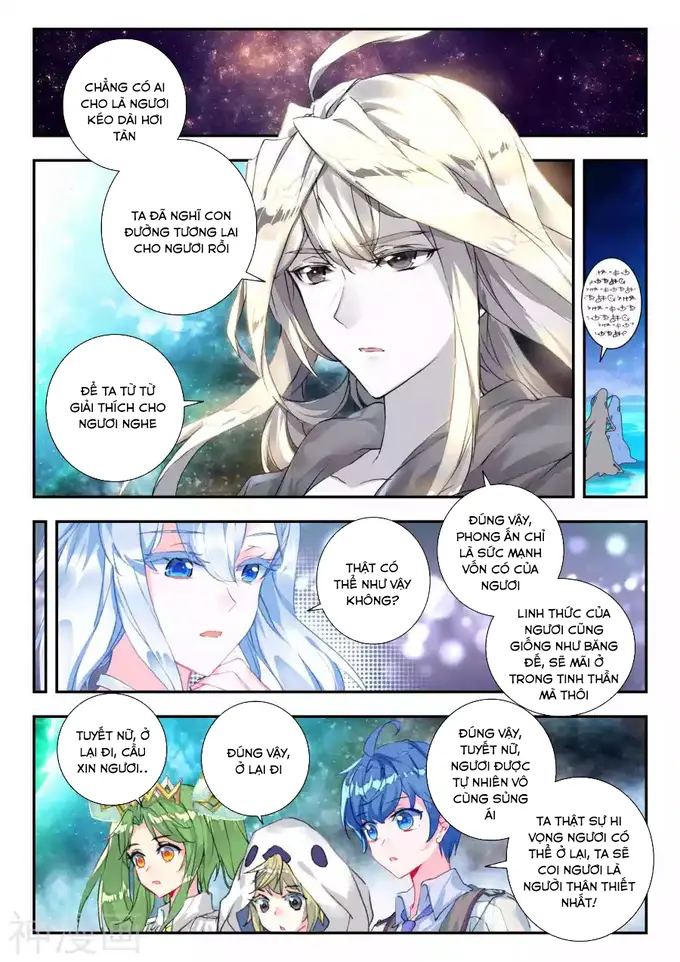 CHẲNG CÓ AI
CHO LÀ NGƯƠI
KÉO DÀI HƠI
TÀN
TA ĐÃ NGHĨ CON
ĐƯỜNG TƯƠNG LAI
CHO NGƯƠI RỒI
ĐỂ TA TỪ TỪ
GIẢI THÍCH CHO
NGƯƠI NGHE
THẬT CÓ
THỂ NHƯ VẬY
KHÔNG?
ĐÚNG VẬY,
PHONG ẤN CHỈ
LÀ SỨC MẠNH
VỐN CÓ CỦA
NGƯƠI
LINH THỨC CỦA
NGƯƠI CŨNG
GIỐNG NHƯ BĂNG
ĐẾ, SẼ MÃI Ở
TRONG TINH THẦN
MÀ THÔI
TUYẾT NỮ, Ở
LẠI ĐI, CẦU
XIN NGƯƠI..
ĐÚNG VẬY,
Ở LẠI ĐI
ĐÚNG VẬY,
TUYẾT NỮ,
NGƯƠI ĐƯỢC
TỰ NHIÊN VÔ
CÙNG SỦNG
ÁI
TA THẬT SỰ HI
VỌNG NGƯƠI CÓ
THỂ Ở LẠI, TA SẼ
COI NGƯƠI LÀ
NGƯỜI THÂN THIẾT
NHẤT!
神漫画